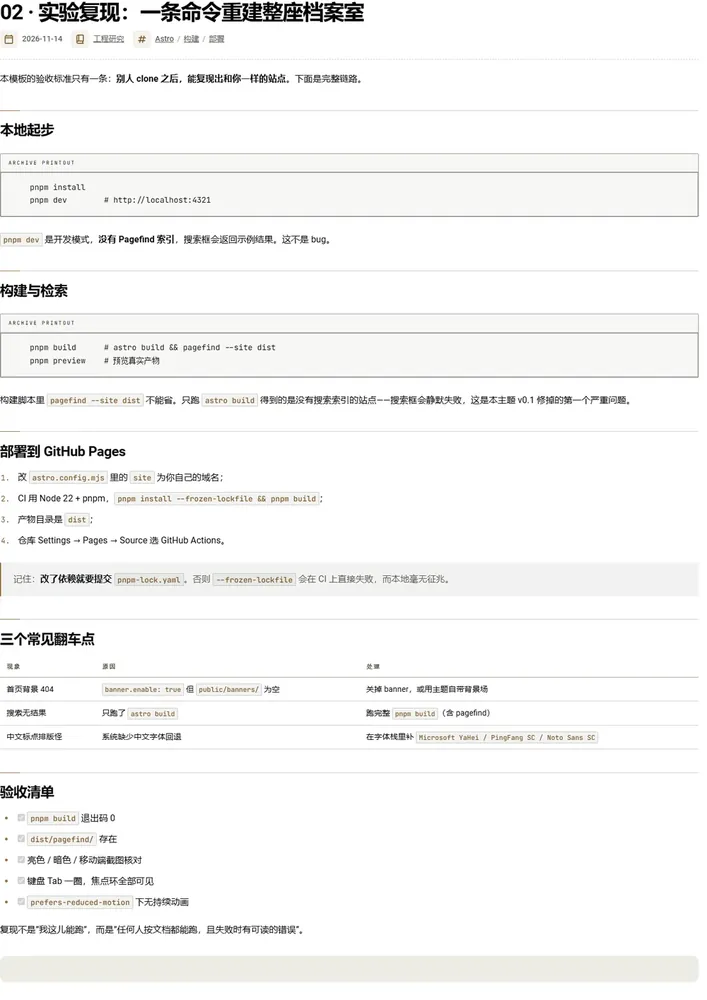 02 · 实验复现：一条命令重建整座档案室
2026-11-14 工程研究 # Astro / 构建 / 部署
本模板的验收标准只有一条：别人 clone 之后，能复现出和你一样的站点。下面是完整链路。
本地起步
ARCHIVE PRINTOUT
pnpm install
pnpm dev # http://localhost:4321
pnpm dev 是开发模式，没有 Pagefind 索引，搜索框会返回示例结果。这不是 bug。
构建与检索
ARCHIVE PRINTOUT
pnpm build # astro build && pagefind --site dist
pnpm preview # 预览真实产物
构建脚本里 pagefind --site dist 不能省。只跑 astro build 得到的是没有搜索索引的站点——搜索框会静默失败，这是本主题 v0.1 修掉的第一个严重问题。
部署到 GitHub Pages
1. 改 astro.config.mjs 里的 site 为你自己的域名；
2. CI 用 Node 22 + pnpm，pnpm install --frozen-lockfile && pnpm build；
3. 产物目录是 dist；
4. 仓库 Settings → Pages → Source 选 GitHub Actions。
记住：改了依赖就要提交 pnpm-lock.yaml。否则 --frozen-lockfile 会在 CI 上直接失败，而本地毫无征兆。
三个常见翻车点
现象 原因 处理
首页背景 404 banner.enable: true 但 public/banners/ 为空 关掉 banner，或用主题自带背景场
搜索无结果 只跑了 astro build 跑完整 pnpm build（含 pagefind）
中文标点排版怪 系统缺少中文字体回退 在字体栈里补 Microsoft YaHei / PingFang SC / Noto Sans SC
验收清单
pnpm build 退出码 0
dist/pagefind/ 存在
亮色 / 暗色 / 移动端截图核对
键盘 Tab 一圈，焦点环全部可见
prefers-reduced-motion 下无持续动画
复现不是“我这儿能跑”，而是“任何人按文档都能跑，且失败时有可读的错误”。